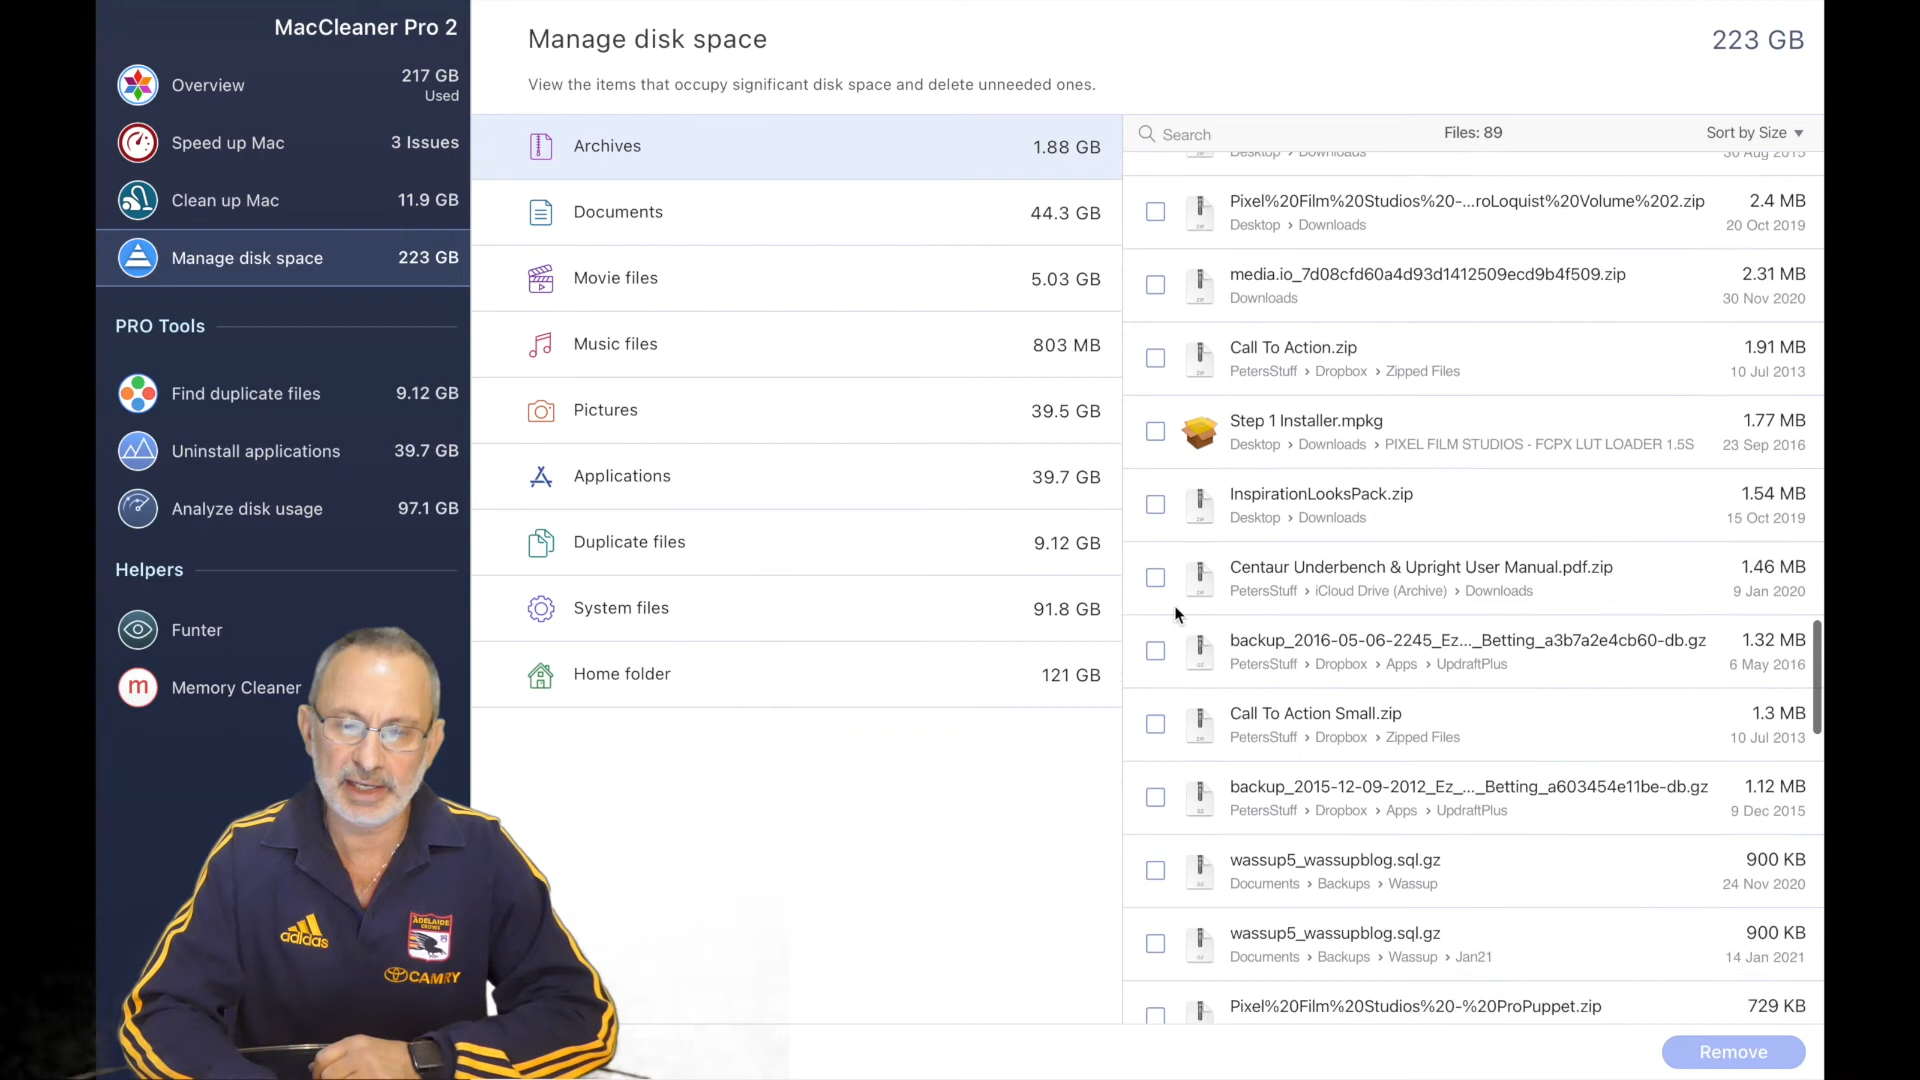 MacCleaner Pro 2
Overview
217 GB
Used
Speed up Mac
3 Issues
Clean up Mac
11.9 GB
Manage disk space
223 GB
PRO Tools
Find duplicate files
9.12 GB
Uninstall applications
39.7 GB
Analyze disk usage
97.1 GB
Helpers
Funter
m
Memory Cleaner
Manage disk space
223 GB
View the items that occupy significant disk space and delete unneeded ones.
Archives
1.88 GB
Documents
44.3 GB
Movie files
5.03 GB
Music files
803 MB
Pictures
39.5 GB
Applications
39.7 GB
Duplicate files
9.12 GB
System files
91.8 GB
Home folder
121 GB
Search
Files: 89
Sort by Size
Desktop › Downloads
30 Aug 2015
Pixel%20Film%20Studios%20-...roLoquist%20Volume%202.zip
2.4 MB
Desktop › Downloads
20 Oct 2019
media.io_7d08cfd60a4d93d1412509ecd9b4f509.zip
2.31 MB
Downloads
30 Nov 2020
Call To Action.zip
1.91 MB
PetersStuff › Dropbox › Zipped Files
10 Jul 2013
Step 1 Installer.mpkg
1.77 MB
Desktop › Downloads › PIXEL FILM STUDIOS - FCPX LUT LOADER 1.5S
23 Sep 2016
InspirationLooksPack.zip
1.54 MB
Desktop › Downloads
15 Oct 2019
Centaur Underbench & Upright User Manual.pdf.zip
1.46 MB
PetersStuff › iCloud Drive (Archive) › Downloads
9 Jan 2020
backup_2016-05-06-2245_Ez..._Betting_a3b7a2e4cb60-db.gz
1.32 MB
PetersStuff › Dropbox › Apps › UpdraftPlus
6 May 2016
Call To Action Small.zip
1.3 MB
PetersStuff › Dropbox › Zipped Files
10 Jul 2013
backup_2015-12-09-2012_Ez_..._Betting_a603454e11be-db.gz
1.12 MB
PetersStuff › Dropbox › Apps › UpdraftPlus
9 Dec 2015
wassup5_wassupblog.sql.gz
900 KB
Documents › Backups › Wassup
24 Nov 2020
wassup5_wassupblog.sql.gz
900 KB
Documents › Backups › Wassup › Jan21
14 Jan 2021
Pixel%20Film%20Studios%20-%20ProPuppet.zip
729 KB
Remove
adidas
ADELAIDE
CROWS
CAMRY